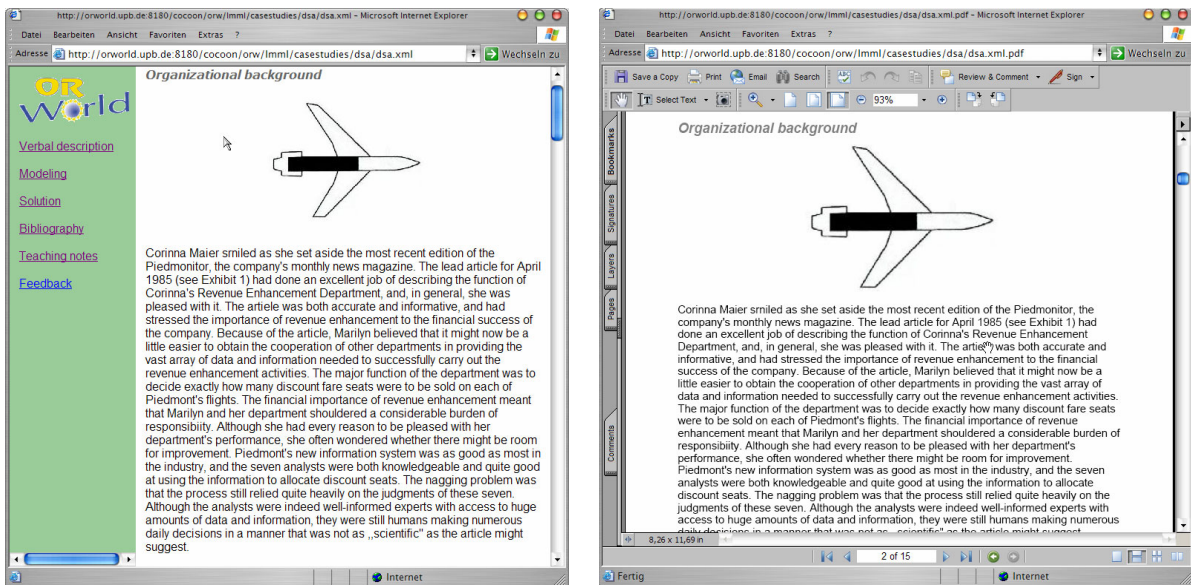 http://orworld.upb.de:8180/cocoon/orw/lmml/casestudies/dsa/dsa.xml - Microsoft Internet Explorer
Datei Bearbeiten Ansicht Favoriten Extras ?
Adresse http://orworld.upb.de:8180/cocoon/orw/lmml/casestudies/dsa/dsa.xml Wechseln zu
OR
World
Verbal description
Modeling
Solution
Bibliography
Teaching notes
Feedback
Organizational background
Corinna Maier srniled as she set aside the most recent edition of the
Piedmonitor, the company's monthly news magazine. The lead article for April
1985 (see Exhibit 1) had done an excellent job of describing the function of
Corinna's Revenue Enhancement Department, and, in general, she was
pleased with it. The artiele was both accurate and informative, and had
stressed the importance of revenue enhancement to the financial success of
the company. Because of the article, Marilyn believed that it might now be a
little easier to obtain the cooperation of other departments in providing the
vast array of data and information needed to successfully carry out the
revenue enhancement activities. The major function of the department was to
decide exactly how many discount fare seats were to be sold on each of
Piedmont's flights. The financial importance of revenue enhancement meant
that Marilyn and her department shouldered a considerable burden of
responsibiity. Although she had every reason to be pleased with her
department's performance, she often wondered whether there might be room
for improvement. Piedmont's new information system was as good as most in
the industry, and the seven analysts were both knowledgeable and quite good
at using the information to allocate discount seats. The nagging problem was
that the process still relied quite heavily on the judgments of these seven.
Although the analysts were indeed well-informed experts with access to huge
amounts of data and information, they were still humans making numerous
daily decisions in a manner that was not as ,,scientific" as the article might
suggest.
Internet
http://orworld.upb.de:8180/cocoon/orw/lmml/casestudies/dsa/dsa.xml.pdf - Microsoft Internet Explorer
Datei Bearbeiten Ansicht Favoriten Extras ?
Adresse http://orworld.upb.de:8180/cocoon/orw/lmml/casestudies/dsa/dsa.xml.pdf Wechseln zu
Save a Copy Print Email Search Review & Comment Sign
Select Text 93%
Bookmarks
Signatures
Layers
Pages
Comments
Organizational background
Corinna Maier srniled as she set aside the most recent edition of the Piedmonitor, the
company's monthly news magazine. The lead article for April 1985 (see Exhibit 1) had
done an excellent job of describing the function of Corinna's Revenue Enhancement
Department, and, in general, she was pleased with it. The artiele was both accurate and
informative, and had stressed the importance of revenue enhancement to the financial
success of the company. Because of the article, Marilyn believed that it might now be a
little easier to obtain the cooperation of other departments in providing the vast array of
data and information needed to successfully carry out the revenue enhancement activities.
The major function of the department was to decide exactly how many discount fare seats
were to be sold on each of Piedmont's flights. The financial importance of revenue
enhancement meant that Marilyn and her department shouldered a considerable burden of
responsibiity. Although she had every reason to be pleased with her department's
performance, she often wondered whether there might be room for improvement.
Piedmont's new information system was as good as most in the industry, and the seven
analysts were both knowledgeable and quite good at using the information to allocate
discount seats. The nagging problem was that the process still relied quite heavily on the
judgments of these seven. Although the analysts were indeed well-informed experts with
access to huge amounts of data and information, they were still humans making numerous
daily decisions in a manner that was not as ,,scientific" as the article might suggest.
8,26 x 11,69 in
2 of 15
Fertig Internet